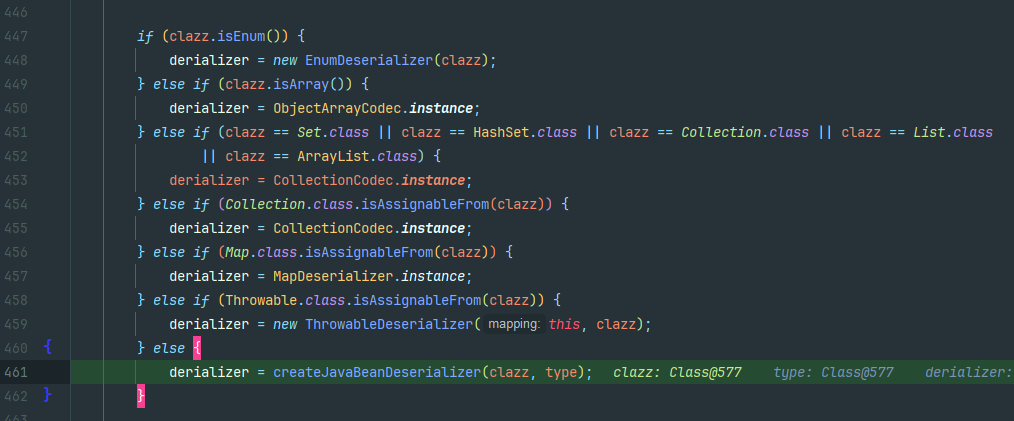 446
447 if (clazz.isEnum()) {
448 derializer = new EnumDeserializer(clazz);
449 } else if (clazz.isArray()) {
450 derializer = ObjectArrayCodec.instance;
451 } else if (clazz == Set.class || clazz == HashSet.class || clazz == Collection.class || clazz == List.class
452 || clazz == ArrayList.class) {
453 derializer = CollectionCodec.instance;
454 } else if (Collection.class.isAssignableFrom(clazz)) {
455 derializer = CollectionCodec.instance;
456 } else if (Map.class.isAssignableFrom(clazz)) {
457 derializer = MapDeserializer.instance;
458 } else if (Throwable.class.isAssignableFrom(clazz)) {
459 derializer = new ThrowableDeserializer( mapping: this, clazz);
460 { } else {
461 derializer = createJavaBeanDeserializer(clazz, type); clazz: Class@577 type: Class@577 derializer:
462 } }
463